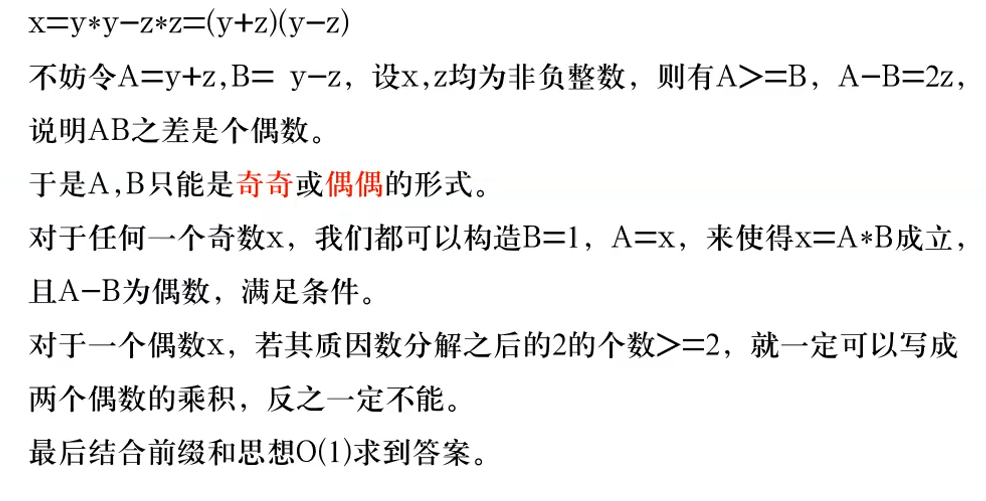 x=y*y-z*z=(y+z)(y-z)
不妨令A=y+z,B= y-z，设x,z均为非负整数，则有A>=B，A-B=2z，
说明AB之差是个偶数。
于是A,B只能是奇奇或偶偶的形式。
对于任何一个奇数x，我们都可以构造B=1，A=x，来使得x=A*B成立，
且A-B为偶数，满足条件。
对于一个偶数x，若其质因数分解之后的2的个数>=2，就一定可以写成
两个偶数的乘积，反之一定不能。
最后结合前缀和思想O(1)求到答案。